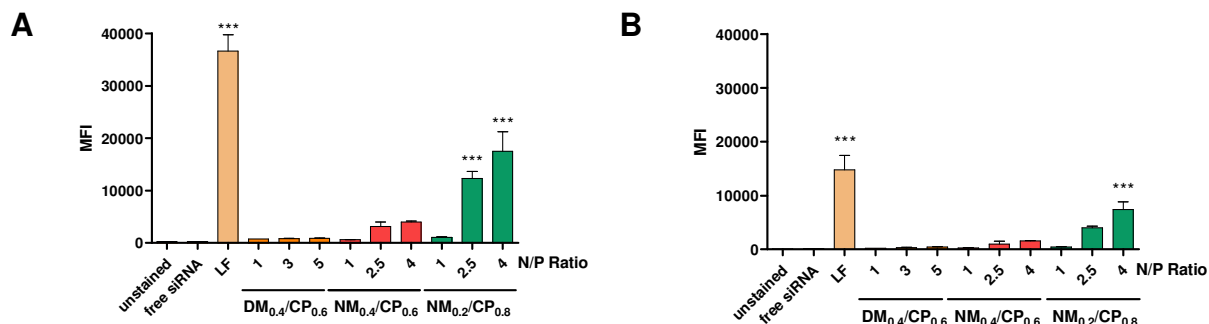 A
MFI
40000
30000
20000
10000
0
***
***
***
unstained
free siRNA
LF
1
3
5
1
2.5
4
1
2.5
4
N/P Ratio
DM0.4/CP0.6
NM0.4/CP0.6
NM0.2/CP0.8
B
MFI
40000
30000
20000
10000
0
***
***
unstained
free siRNA
LF
1
3
5
1
2.5
4
1
2.5
4
N/P Ratio
DM0.4/CP0.6
NM0.4/CP0.6
NM0.2/CP0.8